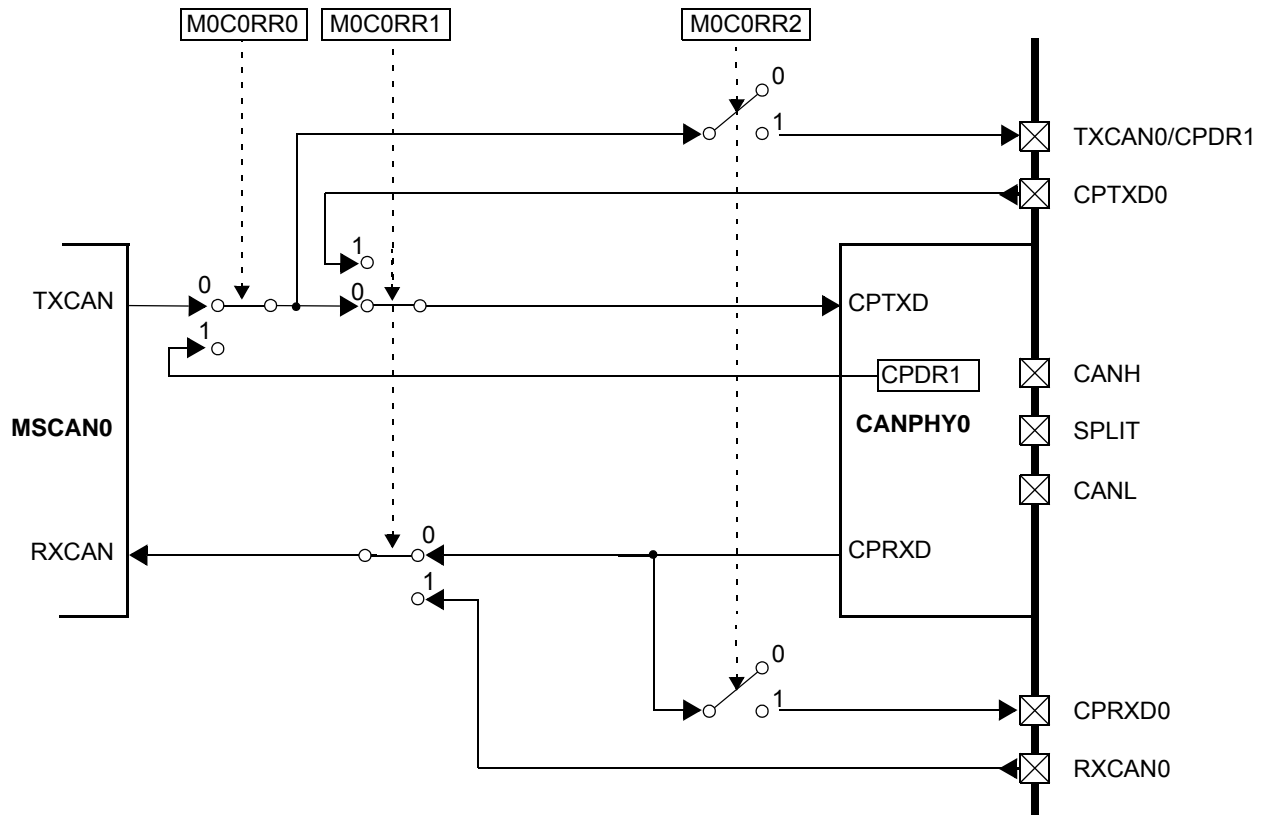 M0C0RR0 M0C0RR1 M0C0RR2
0
1 TXCAN0/CPDR1
CPTXD0
1
TXCAN 0 0 CPTXD
1
CPDR1 CANH
MSCAN0 CANPHY0 SPLIT
CANL
RXCAN 0 CPRXD
1
0
1 CPRXD0
RXCAN0